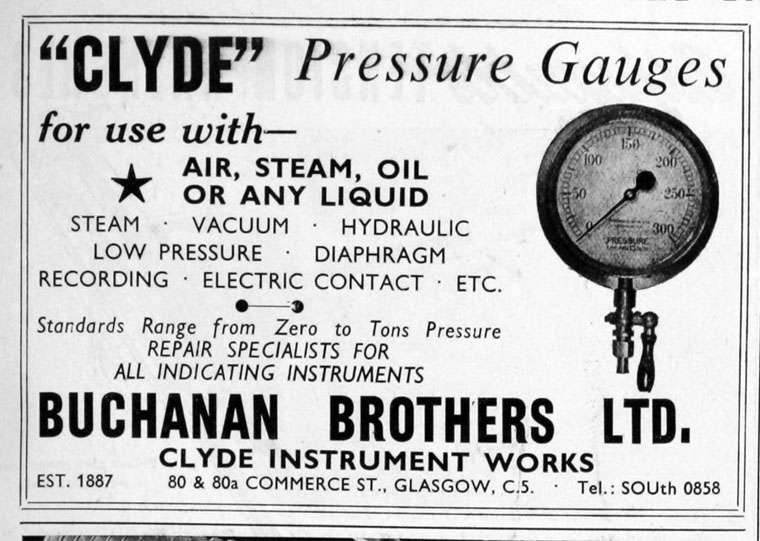 "CLYDE" Pressure Gauges
for use with—
AIR, STEAM, OIL
OR ANY LIQUID
STEAM · VACUUM · HYDRAULIC
LOW PRESSURE · DIAPHRAGM
RECORDING · ELECTRIC CONTACT · ETC.
Standards Range from Zero to Tons Pressure
REPAIR SPECIALISTS FOR
ALL INDICATING INSTRUMENTS
BUCHANAN BROTHERS LTD.
CLYDE INSTRUMENT WORKS
EST. 1887 80 & 80a COMMERCE ST., GLASGOW, C.5. · Tel.: SOUth 0858
0 50 100 150 200 250 300
PRESSURE